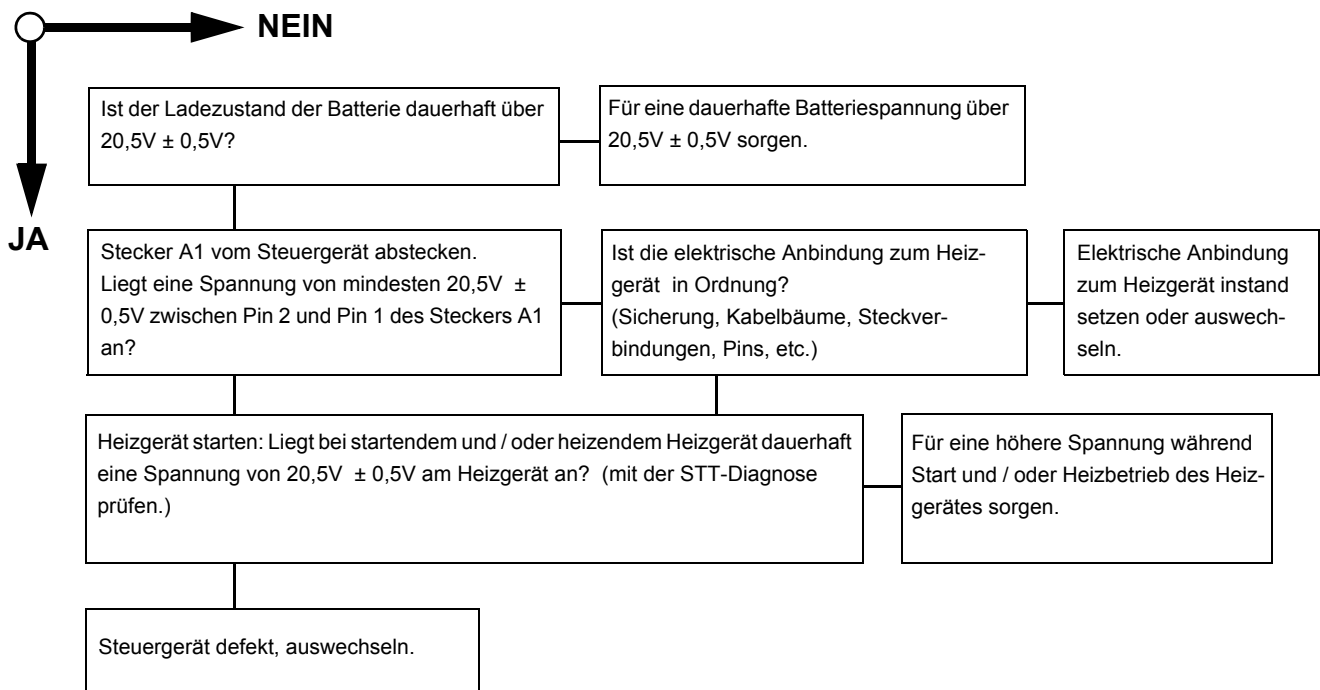 NEIN
JA
Ist der Ladezustand der Batterie dauerhaft über
20,5V ± 0,5V?
Für eine dauerhafte Batteriespannung über
20,5V ± 0,5V sorgen.
Stecker A1 vom Steuergerät abstecken.
Liegt eine Spannung von mindesten 20,5V ±
0,5V zwischen Pin 2 und Pin 1 des Steckers A1
an?
Ist die elektrische Anbindung zum Heiz-
gerät in Ordnung?
(Sicherung, Kabelbäume, Steckver-
bindungen, Pins, etc.)
Elektrische Anbindung
zum Heizgerät instand
setzen oder auswech-
seln.
Heizgerät starten: Liegt bei startendem und / oder heizendem Heizgerät dauerhaft
eine Spannung von 20,5V ± 0,5V am Heizgerät an? (mit der STT-Diagnose
prüfen.)
Für eine höhere Spannung während
Start und / oder Heizbetrieb des Heiz-
gerätes sorgen.
Steuergerät defekt, auswechseln.